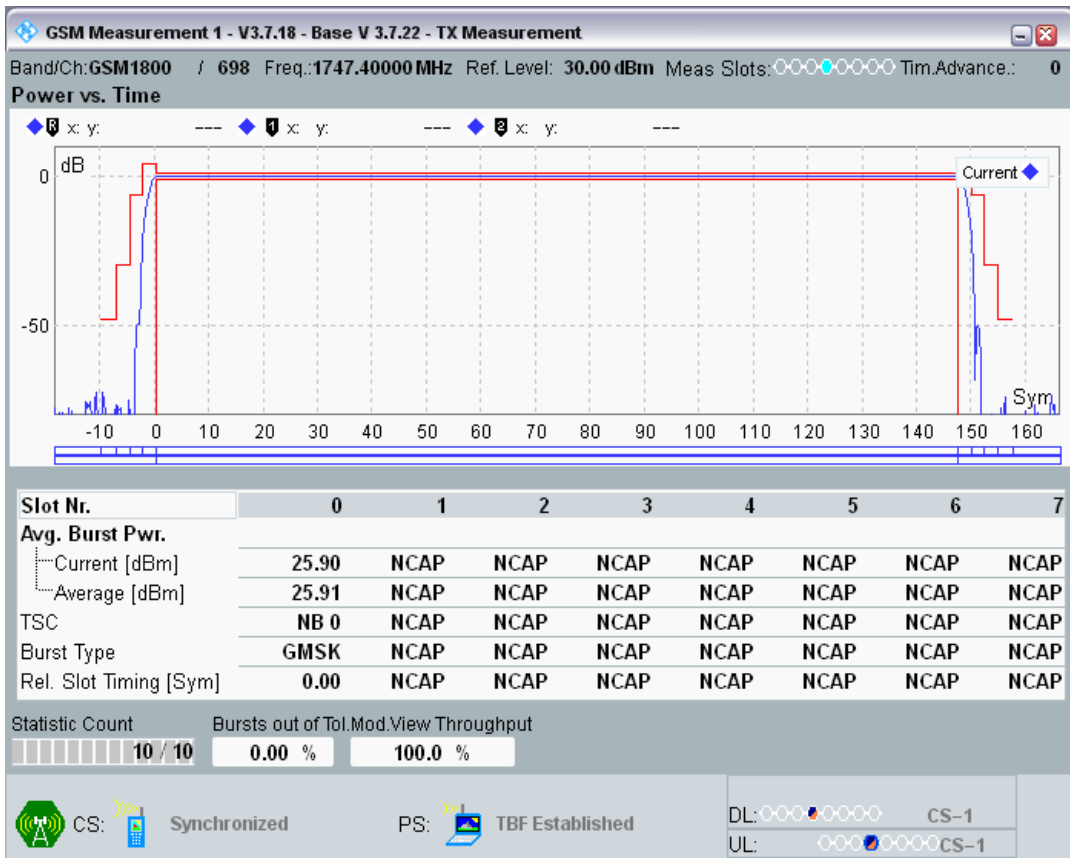 GSM Measurement 1 - V3.7.18 - Base V 3.7.22 - TX Measurement
Band/Ch:GSM1800 / 698 Freq.:1747.40000 MHz Ref. Level: 30.00 dBm Meas Slots: Tim.Advance.: 0
Power vs. Time
R x: y: --- 1 x: y: --- 2 x: y: ---
dB
Current
0
-50
Sym
-10 0 10 20 30 40 50 60 70 80 90 100 110 120 130 140 150 160
Slot Nr. 0 1 2 3 4 5 6 7
Avg. Burst Pwr.
Current [dBm] 25.90 NCAP NCAP NCAP NCAP NCAP NCAP NCAP
Average [dBm] 25.91 NCAP NCAP NCAP NCAP NCAP NCAP NCAP
TSC NB 0 NCAP NCAP NCAP NCAP NCAP NCAP NCAP
Burst Type GMSK NCAP NCAP NCAP NCAP NCAP NCAP NCAP
Rel. Slot Timing [Sym] 0.00 NCAP NCAP NCAP NCAP NCAP NCAP NCAP
Statistic Count Bursts out of Tol.Mod.View Throughput
10 / 10 0.00 % 100.0 %
CS: Synchronized PS: TBF Established DL: CS-1
UL: CS-1